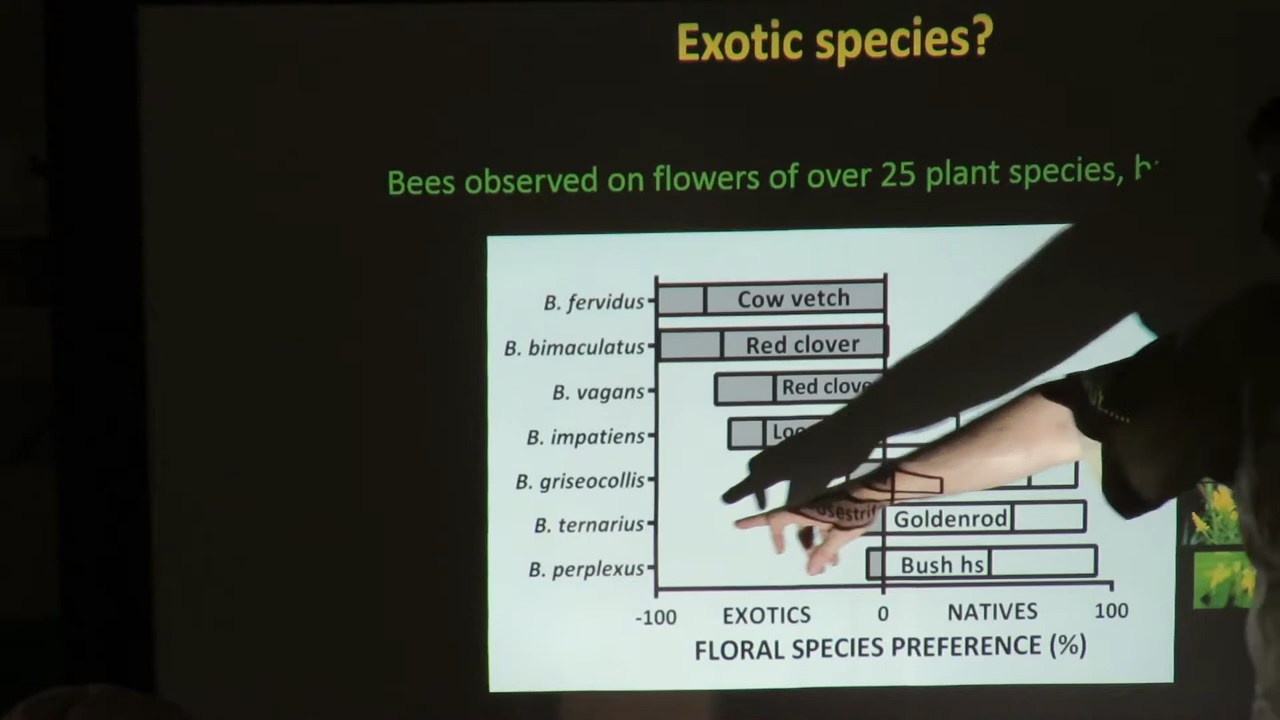 Exotic species?
Bees observed on flowers of over 25 plant species,
B. fervidus
Cow vetch
B. bimaculatus
Red clover
B. vagans
Red
B. impatiens
B. griseocollis
B. ternarius
Goldenrod
B. perplexus
Bush hs
-100 EXOTICS 0 NATIVES 100
FLORAL SPECIES PREFERENCE (%)